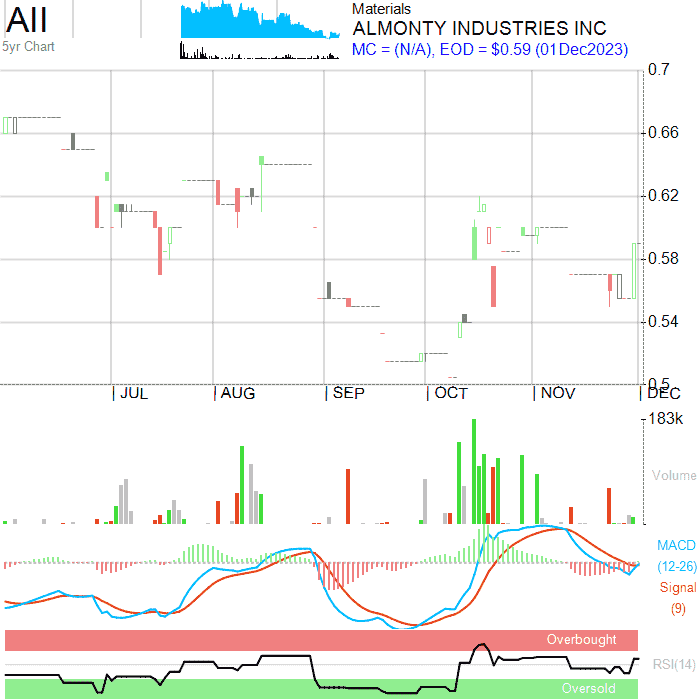 AII
5yr Chart
Materials
ALMONTY INDUSTRIES INC
MC = (N/A), EOD = $0.59 (01Dec2023)
0.7
0.66
0.62
0.58
0.54
0.5
JUL
AUG
SEP
OCT
NOV
DEC
183k
Volume
MACD
(12-26)
Signal
(9)
Overbought
RSI(14)
Oversold